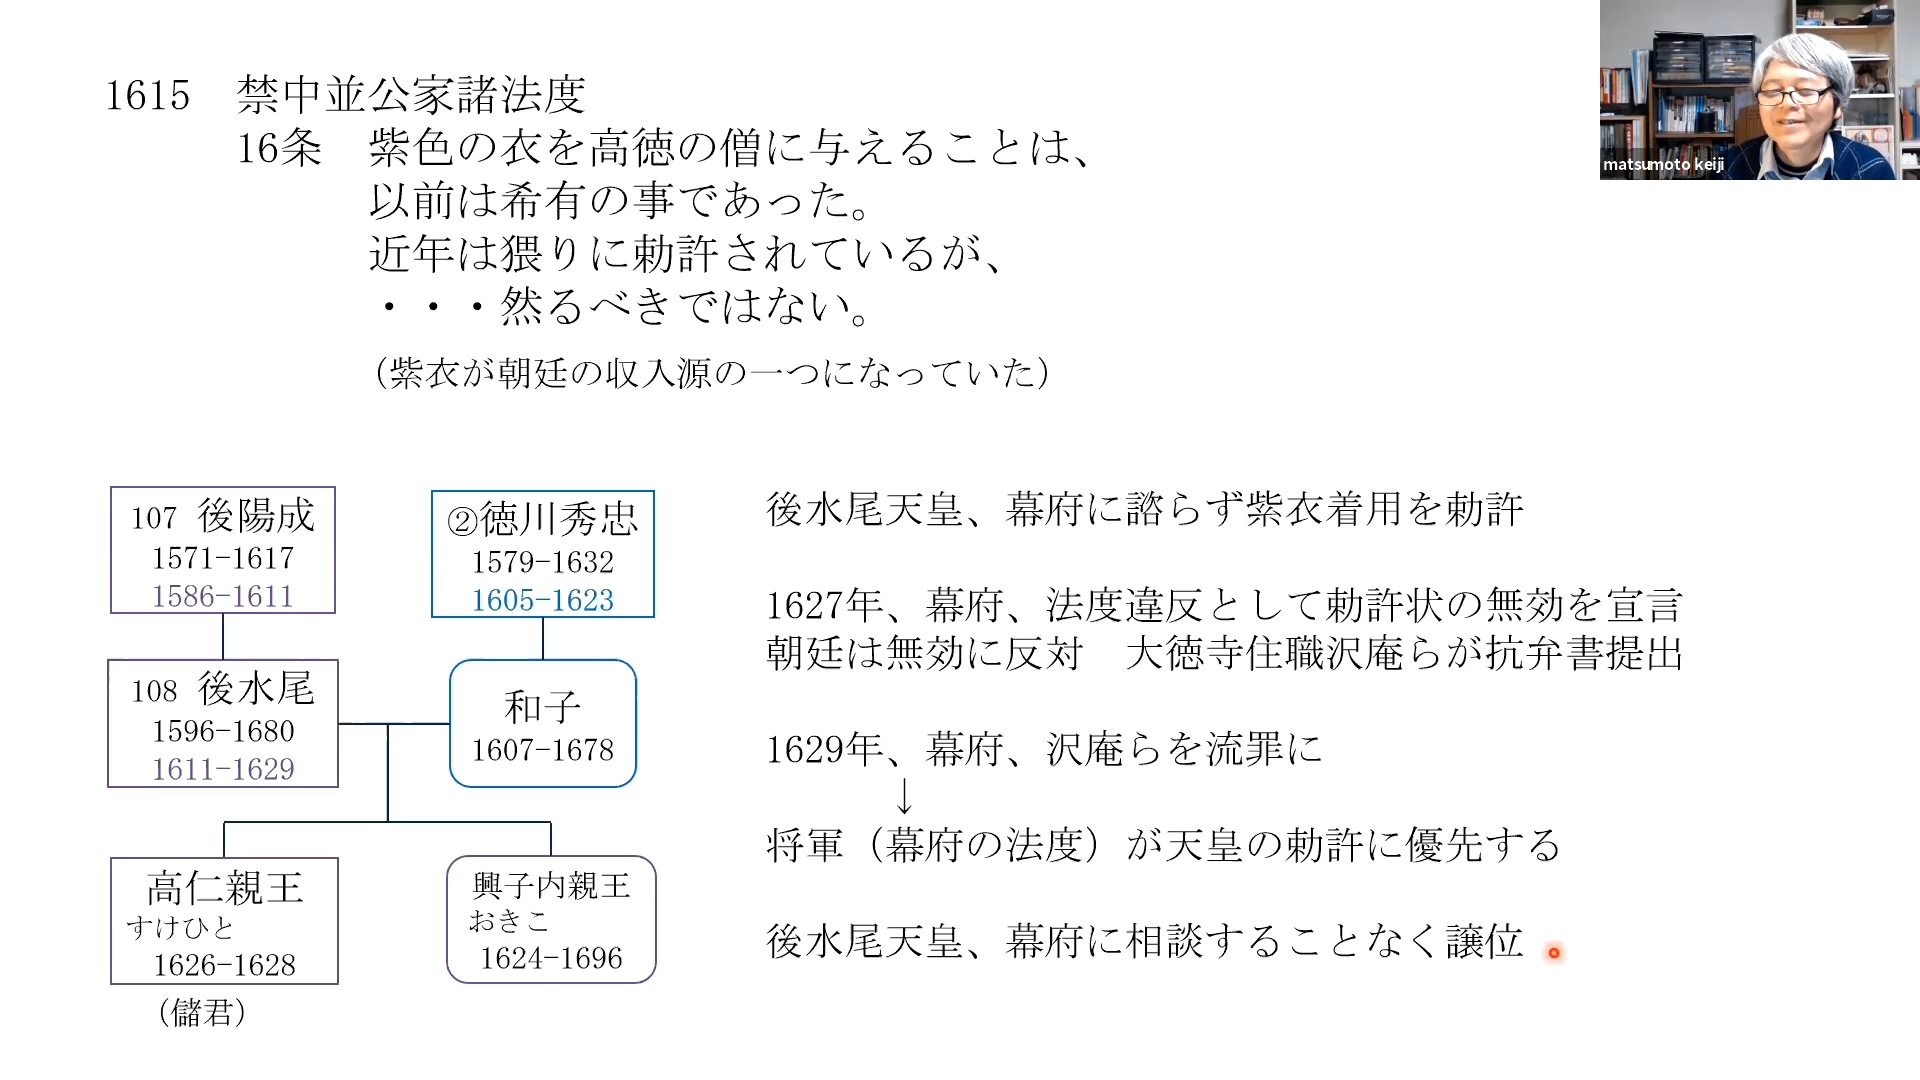 1615　禁中並公家諸法度
16条　紫色の衣を高徳の僧に与えることは、
以前は希有の事であった。
近年は猥りに勅許されているが、
・・・然るべきではない。
（紫衣が朝廷の収入源の一つになっていた）
matsumoto keiji
107 後陽成
1571-1617
1586-1611
②徳川秀忠
1579-1632
1605-1623
108 後水尾
1596-1680
1611-1629
和子
1607-1678
高仁親王
すけひと
1626-1628
（儲君）
興子内親王
おきこ
1624-1696
後水尾天皇、幕府に諮らず紫衣着用を勅許
1627年、幕府、法度違反として勅許状の無効を宣言
朝廷は無効に反対　大徳寺住職沢庵らが抗弁書提出
1629年、幕府、沢庵らを流罪に
↓
将軍（幕府の法度）が天皇の勅許に優先する
後水尾天皇、幕府に相談することなく譲位